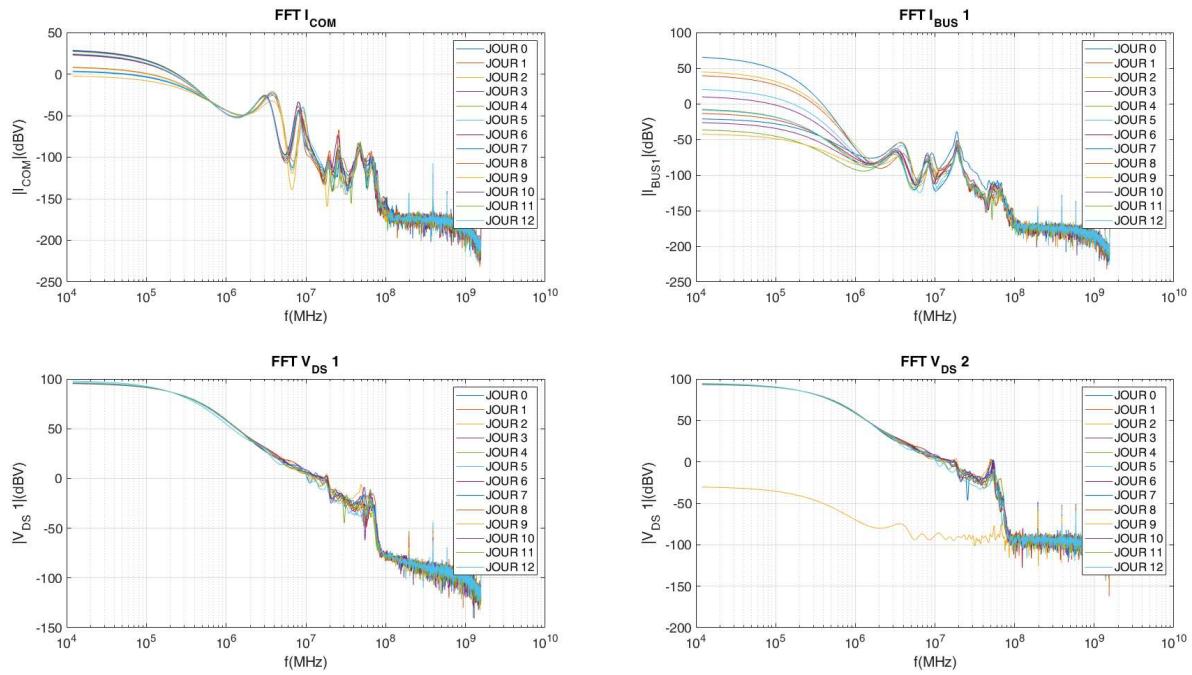 FFT I_COM
|I_COM|(dBV)
50
0
-50
-100
-150
-200
-250
10^4
10^5
10^6
10^7
10^8
10^9
10^10
f(MHz)
JOUR 0
JOUR 1
JOUR 2
JOUR 3
JOUR 4
JOUR 5
JOUR 6
JOUR 7
JOUR 8
JOUR 9
JOUR 10
JOUR 11
JOUR 12
FFT I_BUS 1
|I_BUS1|(dBV)
100
50
0
-50
-100
-150
-200
-250
10^4
10^5
10^6
10^7
10^8
10^9
10^10
f(MHz)
JOUR 0
JOUR 1
JOUR 2
JOUR 3
JOUR 4
JOUR 5
JOUR 6
JOUR 7
JOUR 8
JOUR 9
JOUR 10
JOUR 11
JOUR 12
FFT V_DS 1
|V_DS 1|(dBV)
100
50
0
-50
-100
-150
10^4
10^5
10^6
10^7
10^8
10^9
10^10
f(MHz)
JOUR 0
JOUR 1
JOUR 2
JOUR 3
JOUR 4
JOUR 5
JOUR 6
JOUR 7
JOUR 8
JOUR 9
JOUR 10
JOUR 11
JOUR 12
FFT V_DS 2
|V_DS 1|(dBV)
100
50
0
-50
-100
-150
-200
10^4
10^5
10^6
10^7
10^8
10^9
10^10
f(MHz)
JOUR 0
JOUR 1
JOUR 2
JOUR 3
JOUR 4
JOUR 5
JOUR 6
JOUR 7
JOUR 8
JOUR 9
JOUR 10
JOUR 11
JOUR 12